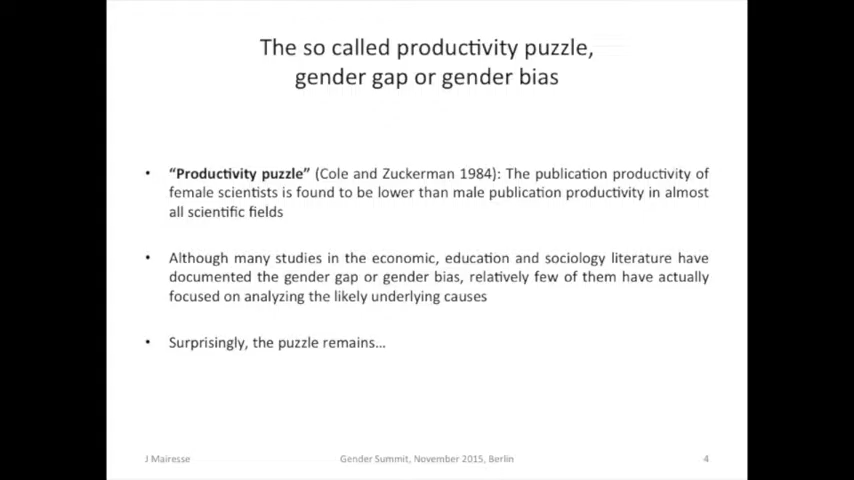 The so called productivity puzzle,
gender gap or gender bias
• "Productivity puzzle" (Cole and Zuckerman 1984): The publication productivity of
female scientists is found to be lower than male publication productivity in almost
all scientific fields
• Although many studies in the economic, education and sociology literature have
documented the gender gap or gender bias, relatively few of them have actually
focused on analyzing the likely underlying causes
• Surprisingly, the puzzle remains...
J Mairesse
Gender Summit, November 2015, Berlin
4